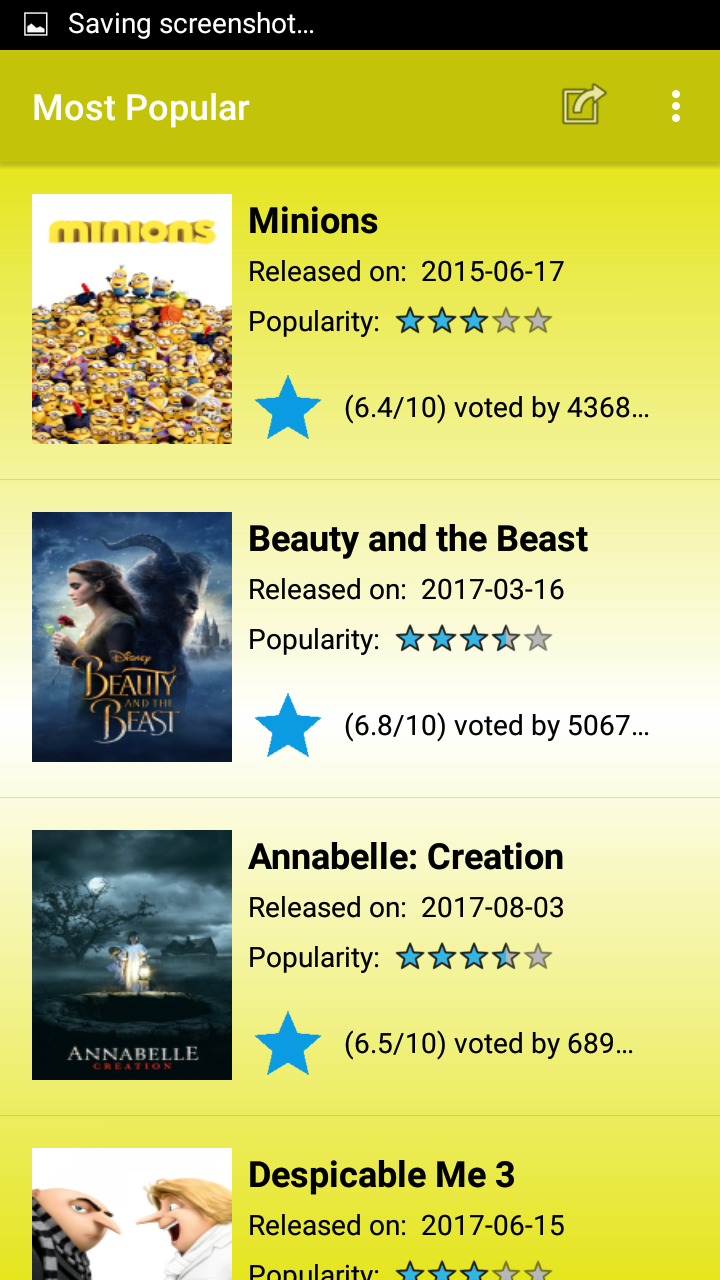 Saving screenshot...
Most Popular
minions
Minions
Released on: 2015-06-17
Popularity:
(6.4/10) voted by 4368...
Disney
BEAUTY
AND THE
BEAST
Beauty and the Beast
Released on: 2017-03-16
Popularity:
(6.8/10) voted by 5067...
ANNABELLE
CREATION
Annabelle: Creation
Released on: 2017-08-03
Popularity:
(6.5/10) voted by 689...
Despicable Me 3
Released on: 2017-06-15
Popularity: